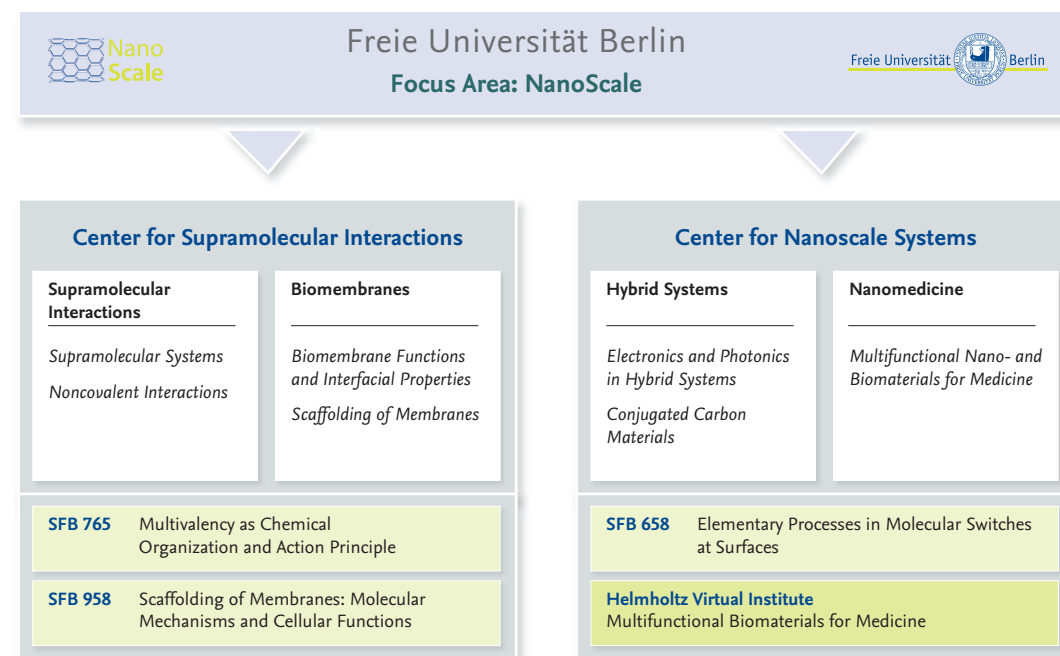 Nano
Scale
Freie Universität Berlin
Focus Area: NanoScale
Freie Universität Berlin
Center for Supramolecular Interactions
Supramolecular
Interactions
Supramolecular Systems
Noncovalent Interactions
Biomembranes
Biomembrane Functions
and Interfacial Properties
Scaffolding of Membranes
SFB 765 Multivalency as Chemical
Organization and Action Principle
SFB 958 Scaffolding of Membranes: Molecular
Mechanisms and Cellular Functions
Center for Nanoscale Systems
Hybrid Systems
Electronics and Photonics
in Hybrid Systems
Conjugated Carbon
Materials
Nanomedicine
Multifunctional Nano- and
Biomaterials for Medicine
SFB 658 Elementary Processes in Molecular Switches
at Surfaces
Helmholtz Virtual Institute
Multifunctional Biomaterials for Medicine